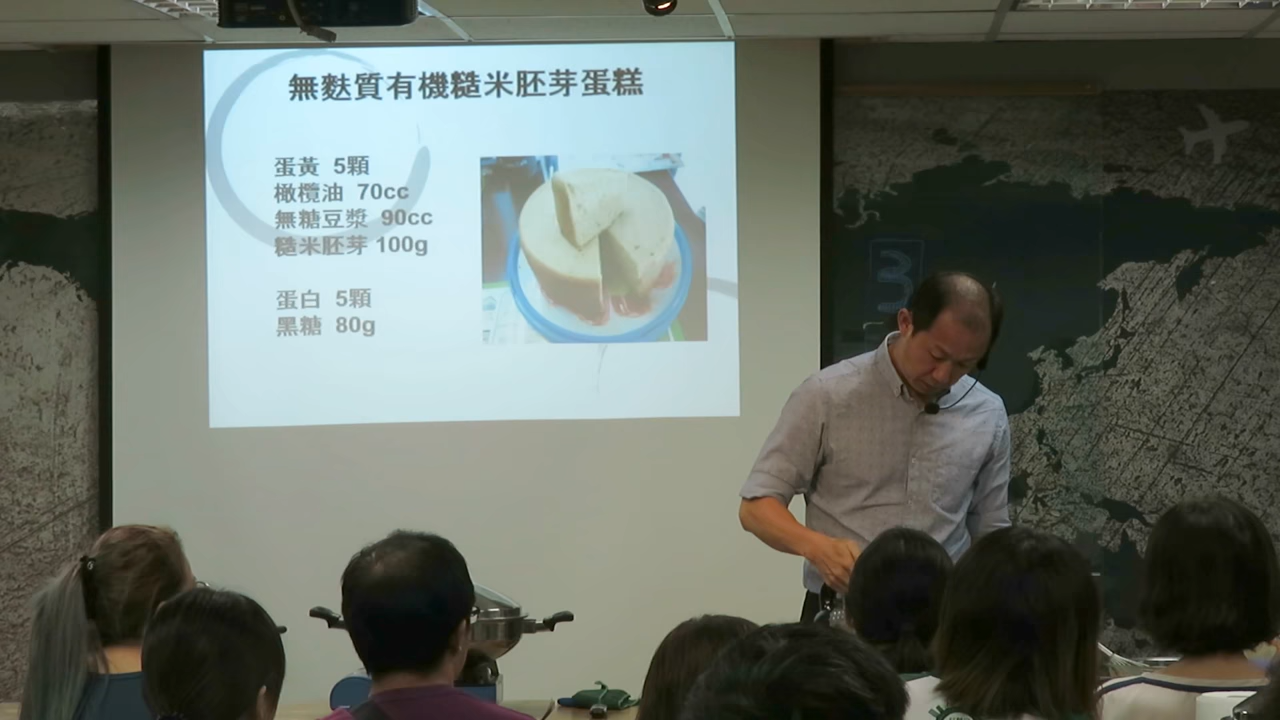 無麩質有機糙米胚芽蛋糕
蛋黃 5顆
橄欖油 70cc
無糖豆漿 90cc
糙米胚芽 100g
蛋白 5顆
黑糖 80g
3